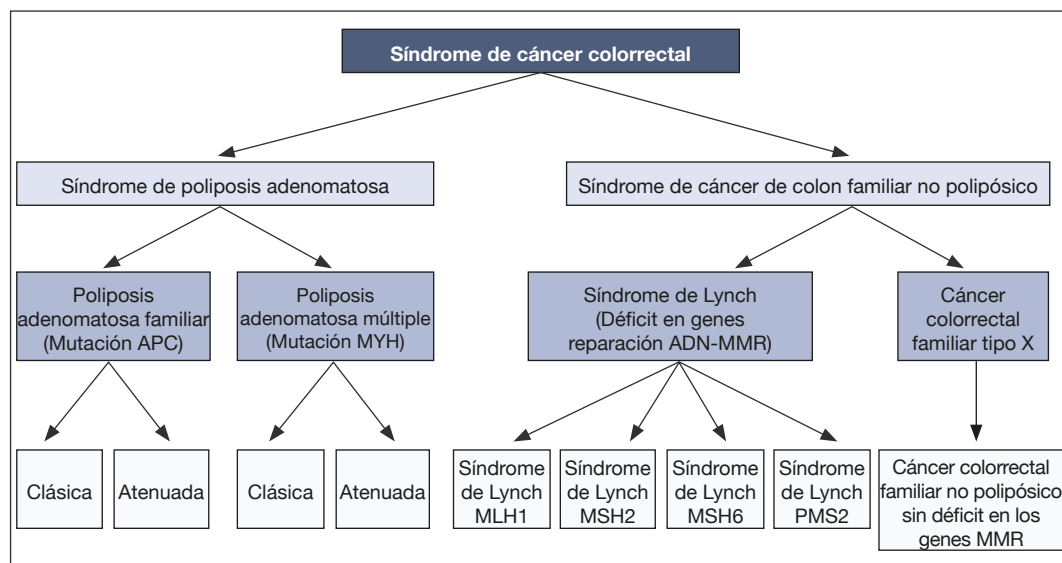 Síndrome de cáncer colorrectal
Síndrome de poliposis adenomatosa
Síndrome de cáncer de colon familiar no polipósico
Poliposis
adenomatosa familiar
(Mutación APC)
Poliposis
adenomatosa múltiple
(Mutación MYH)
Síndrome de Lynch
(Déficit en genes
reparación ADN-MMR)
Cáncer
colorrectal
familiar tipo X
Clásica
Atenuada
Clásica
Atenuada
Síndrome
de Lynch
MLH1
Síndrome
de Lynch
MSH2
Síndrome
de Lynch
MSH6
Síndrome
de Lynch
PMS2
Cáncer colorrectal
familiar no polipósico
sin déficit en los
genes MMR